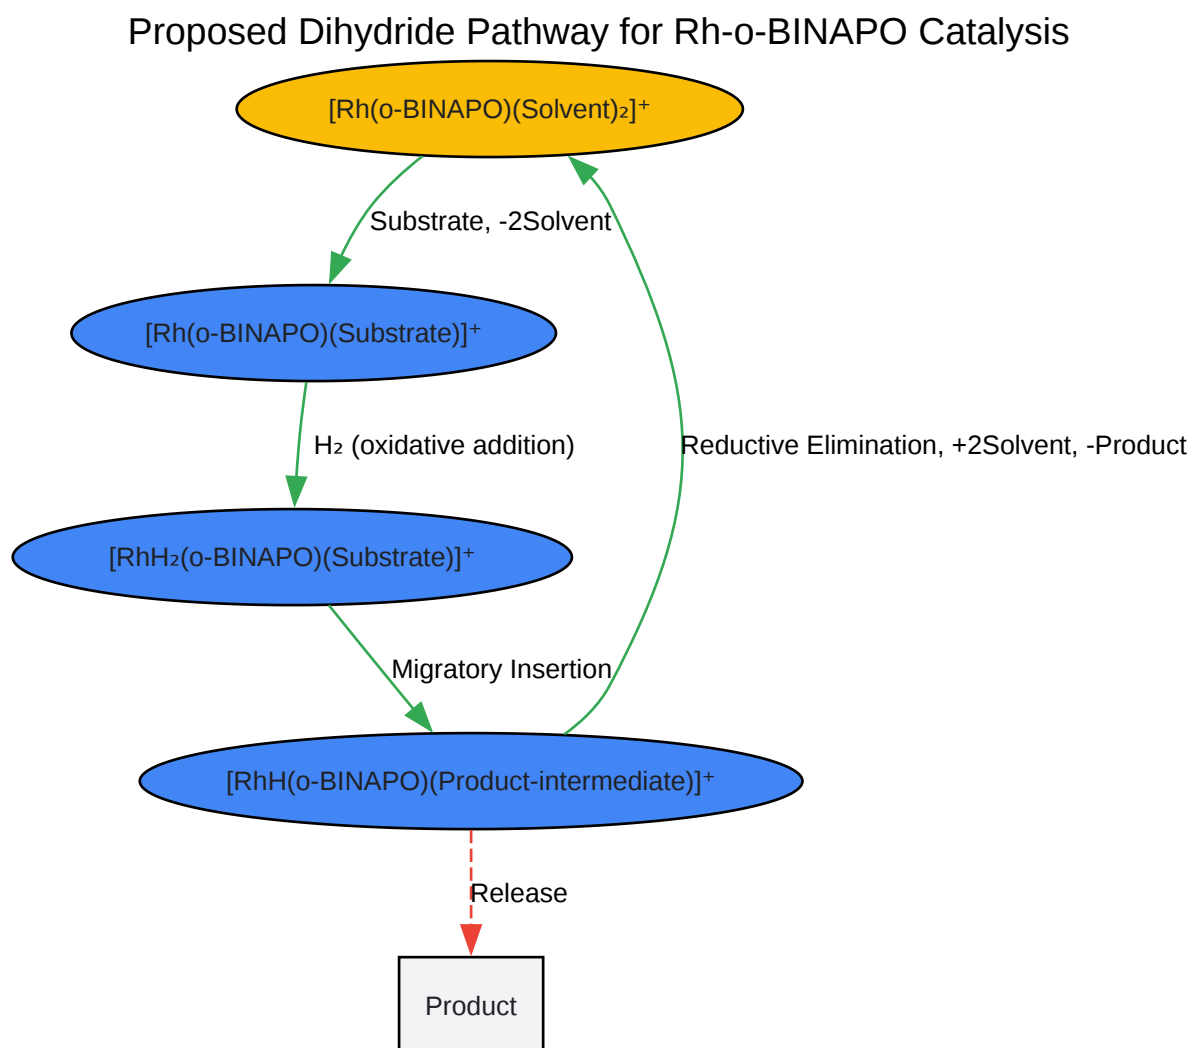 Proposed Dihydride Pathway for Rh-o-BINAPO Catalysis
[Rh(o-BINAPO)(Solvent)₂]⁺
Substrate, -2Solvent
[Rh(o-BINAPO)(Substrate)]⁺
H₂ (oxidative addition)
Reductive Elimination, +2Solvent, -Product
[RhH₂(o-BINAPO)(Substrate)]⁺
Migratory Insertion
[RhH(o-BINAPO)(Product-intermediate)]⁺
Release
Product